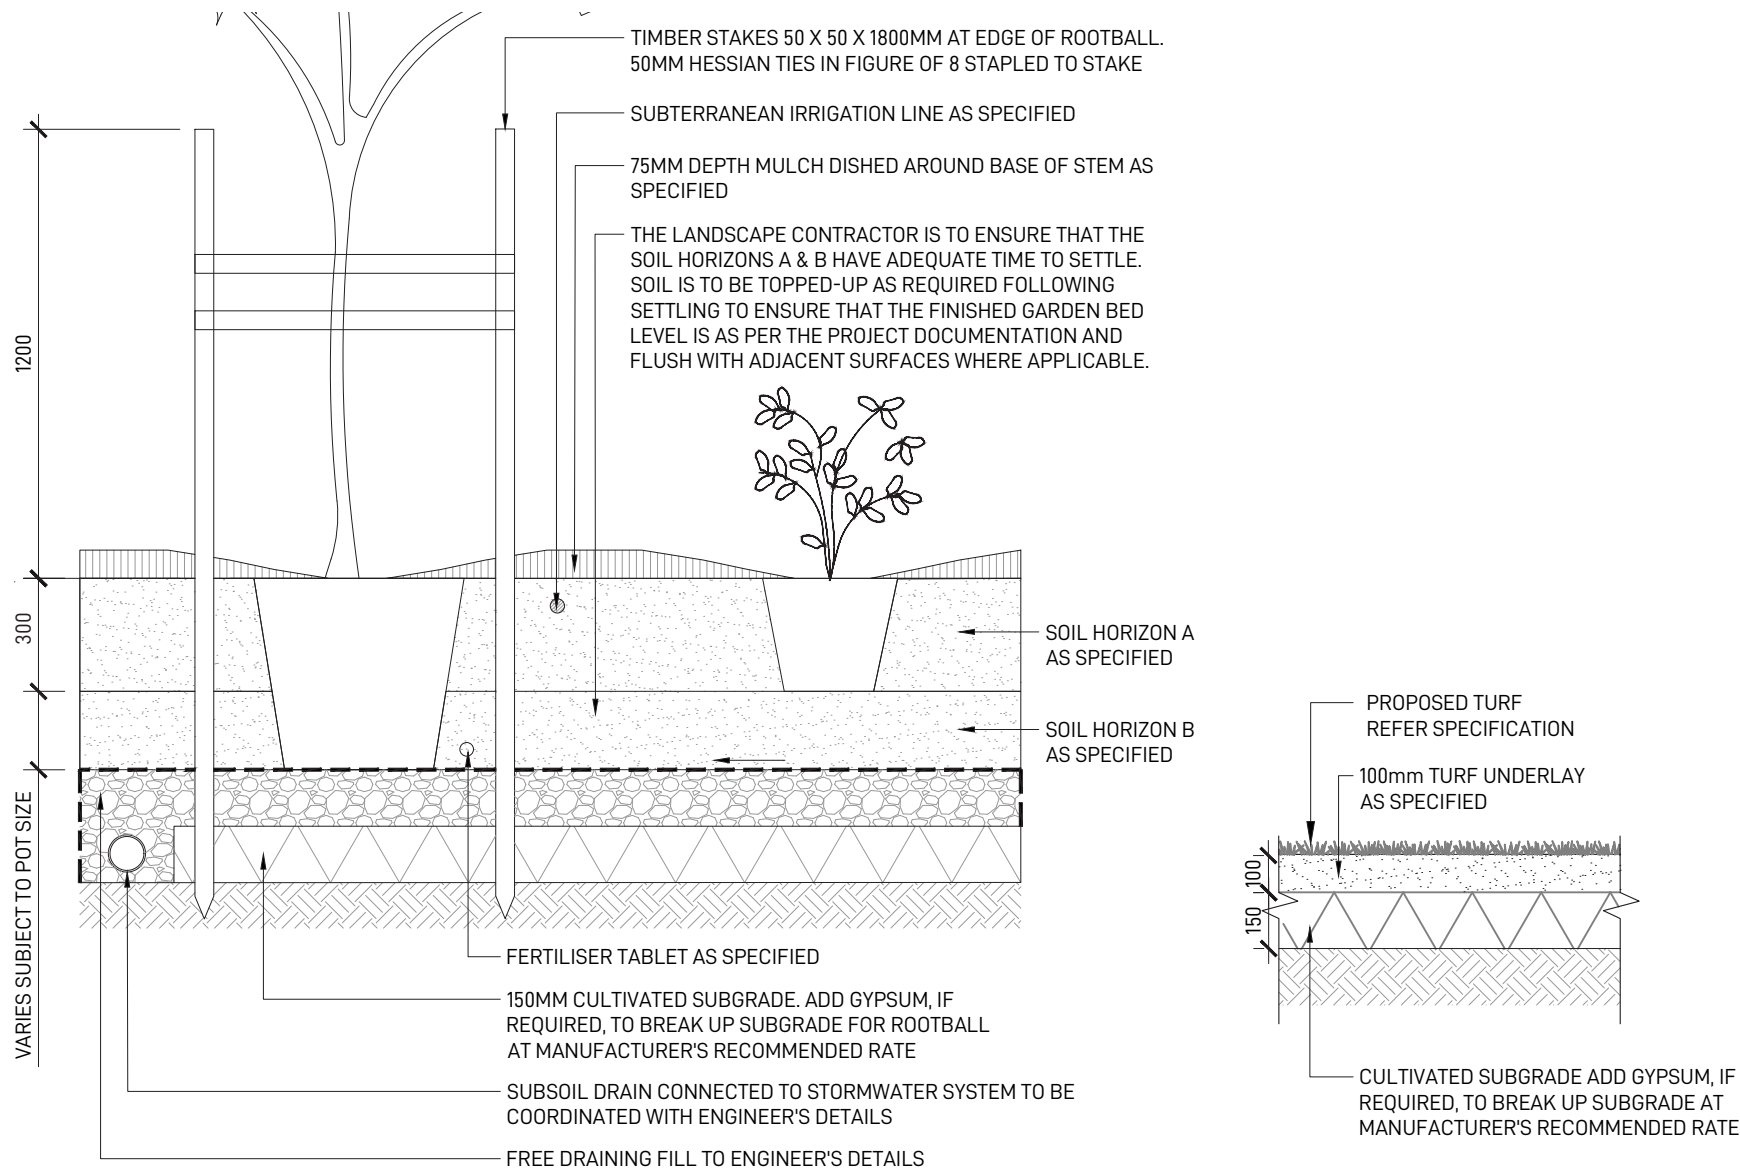 TIMBER STAKES 50 X 50 X 1800MM AT EDGE OF ROOTBALL.
50MM HESSIAN TIES IN FIGURE OF 8 STAPLED TO STAKE
SUBTERRANEAN IRRIGATION LINE AS SPECIFIED
75MM DEPTH MULCH DISHED AROUND BASE OF STEM AS
SPECIFIED
THE LANDSCAPE CONTRACTOR IS TO ENSURE THAT THE
SOIL HORIZONS A & B HAVE ADEQUATE TIME TO SETTLE.
SOIL IS TO BE TOPPED-UP AS REQUIRED FOLLOWING
SETTLING TO ENSURE THAT THE FINISHED GARDEN BED
LEVEL IS AS PER THE PROJECT DOCUMENTATION AND
FLUSH WITH ADJACENT SURFACES WHERE APPLICABLE.
1200
300
VARIES SUBJECT TO POT SIZE
SOIL HORIZON A
AS SPECIFIED
SOIL HORIZON B
AS SPECIFIED
FERTILISER TABLET AS SPECIFIED
150MM CULTIVATED SUBGRADE. ADD GYPSUM, IF
REQUIRED, TO BREAK UP SUBGRADE FOR ROOTBALL
AT MANUFACTURER'S RECOMMENDED RATE
SUBSOIL DRAIN CONNECTED TO STORMWATER SYSTEM TO BE
COORDINATED WITH ENGINEER'S DETAILS
FREE DRAINING FILL TO ENGINEER'S DETAILS
PROPOSED TURF
REFER SPECIFICATION
100mm TURF UNDERLAY
AS SPECIFIED
100
150
CULTIVATED SUBGRADE ADD GYPSUM, IF
REQUIRED, TO BREAK UP SUBGRADE AT
MANUFACTURER'S RECOMMENDED RATE